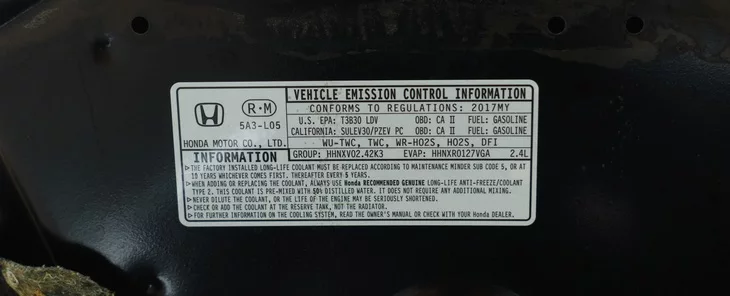 VEHICLE EMISSION CONTROL INFORMATION
R·M
5A3-L05
HONDA MOTOR CO., LTD.
CONFORMS TO REGULATIONS: 2017MY
U.S. EPA: T3B30 LDV OBD: CA II FUEL: GASOLINE
CALIFORNIA: SULEV30/PZEV PC OBD: CA II FUEL: GASOLINE
WU-TWC, TWC, WR-HO2S, HO2S, DFI
GROUP: HHNXV02.42K3 EVAP: HHNXR0127VGA 2.4L
INFORMATION
▷THE FACTORY INSTALLED LONG-LIFE COOLANT MUST BE REPLACED ACCORDING TO MAINTENANCE MINDER SUB CODE 5, OR AT
10 YEARS WHICHEVER COMES FIRST. THEREAFTER EVERY 5 YEARS.
▷WHEN ADDING OR REPLACING THE COOLANT, ALWAYS USE Honda RECOMMENDED GENUINE LONG-LIFE ANTI-FREEZE/COOLANT
TYPE 2. THIS COOLANT IS PRE-MIXED WITH 50% DISTILLED WATER. IT DOES NOT REQUIRE ANY ADDITIONAL MIXING.
▷NEVER DILUTE THE COOLANT, OR THE LIFE OF THE ENGINE MAY BE SERIOUSLY SHORTENED.
▷CHECK OR ADD THE COOLANT AT THE RESERVE TANK, NOT THE RADIATOR.
▷FOR FURTHER INFORMATION ON THE COOLING SYSTEM, READ THE OWNER'S MANUAL OR CHECK WITH YOUR Honda DEALER.